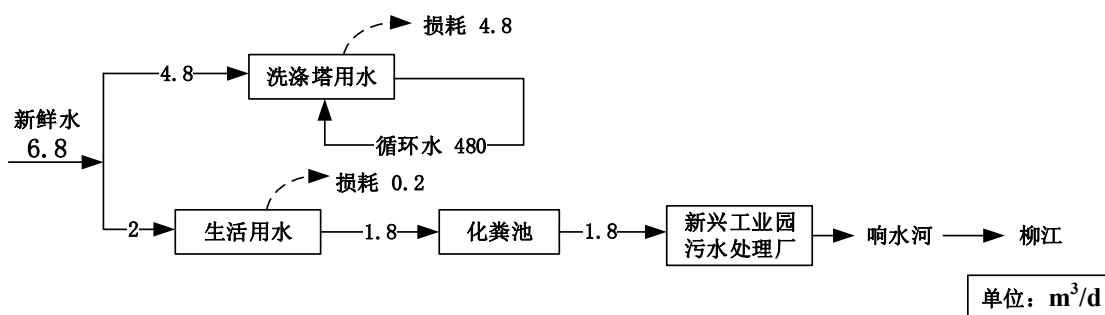 损耗 4.8
4.8
洗涤塔用水
新鲜水
6.8
循环水 480
损耗 0.2
2
生活用水
1.8
化粪池
1.8
新兴工业园
污水处理厂
响水河
柳江
单位：m³/d